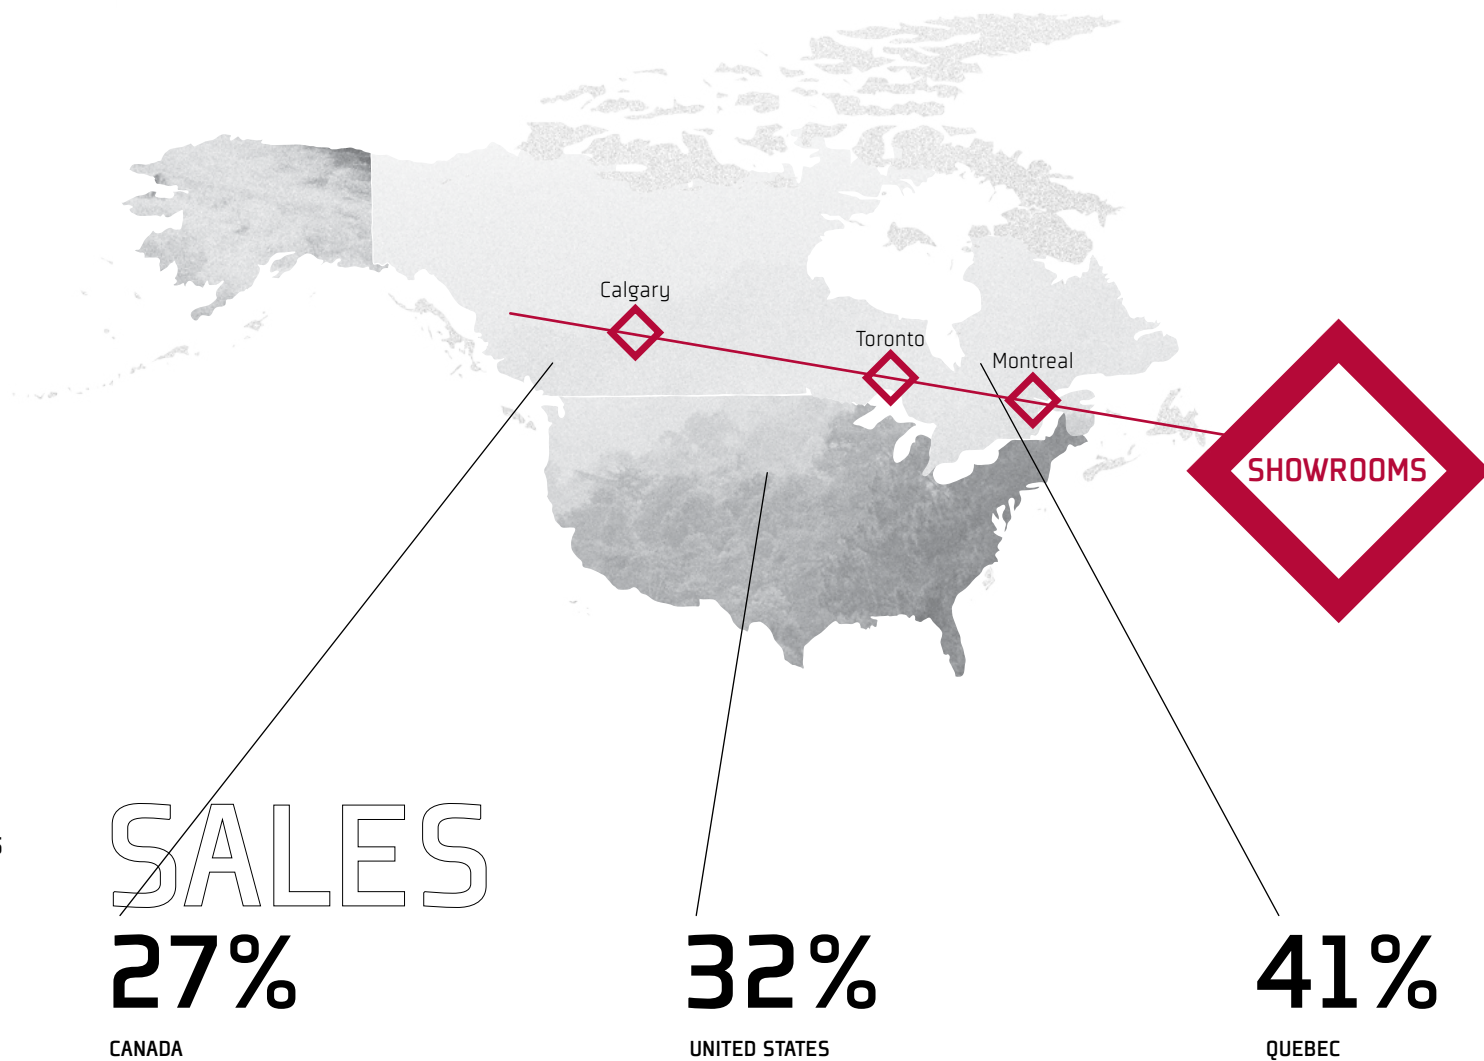 Calgary
Toronto
Montreal
SHOWROOMS
SALES
27%
CANADA
32%
UNITED STATES
41%
QUEBEC